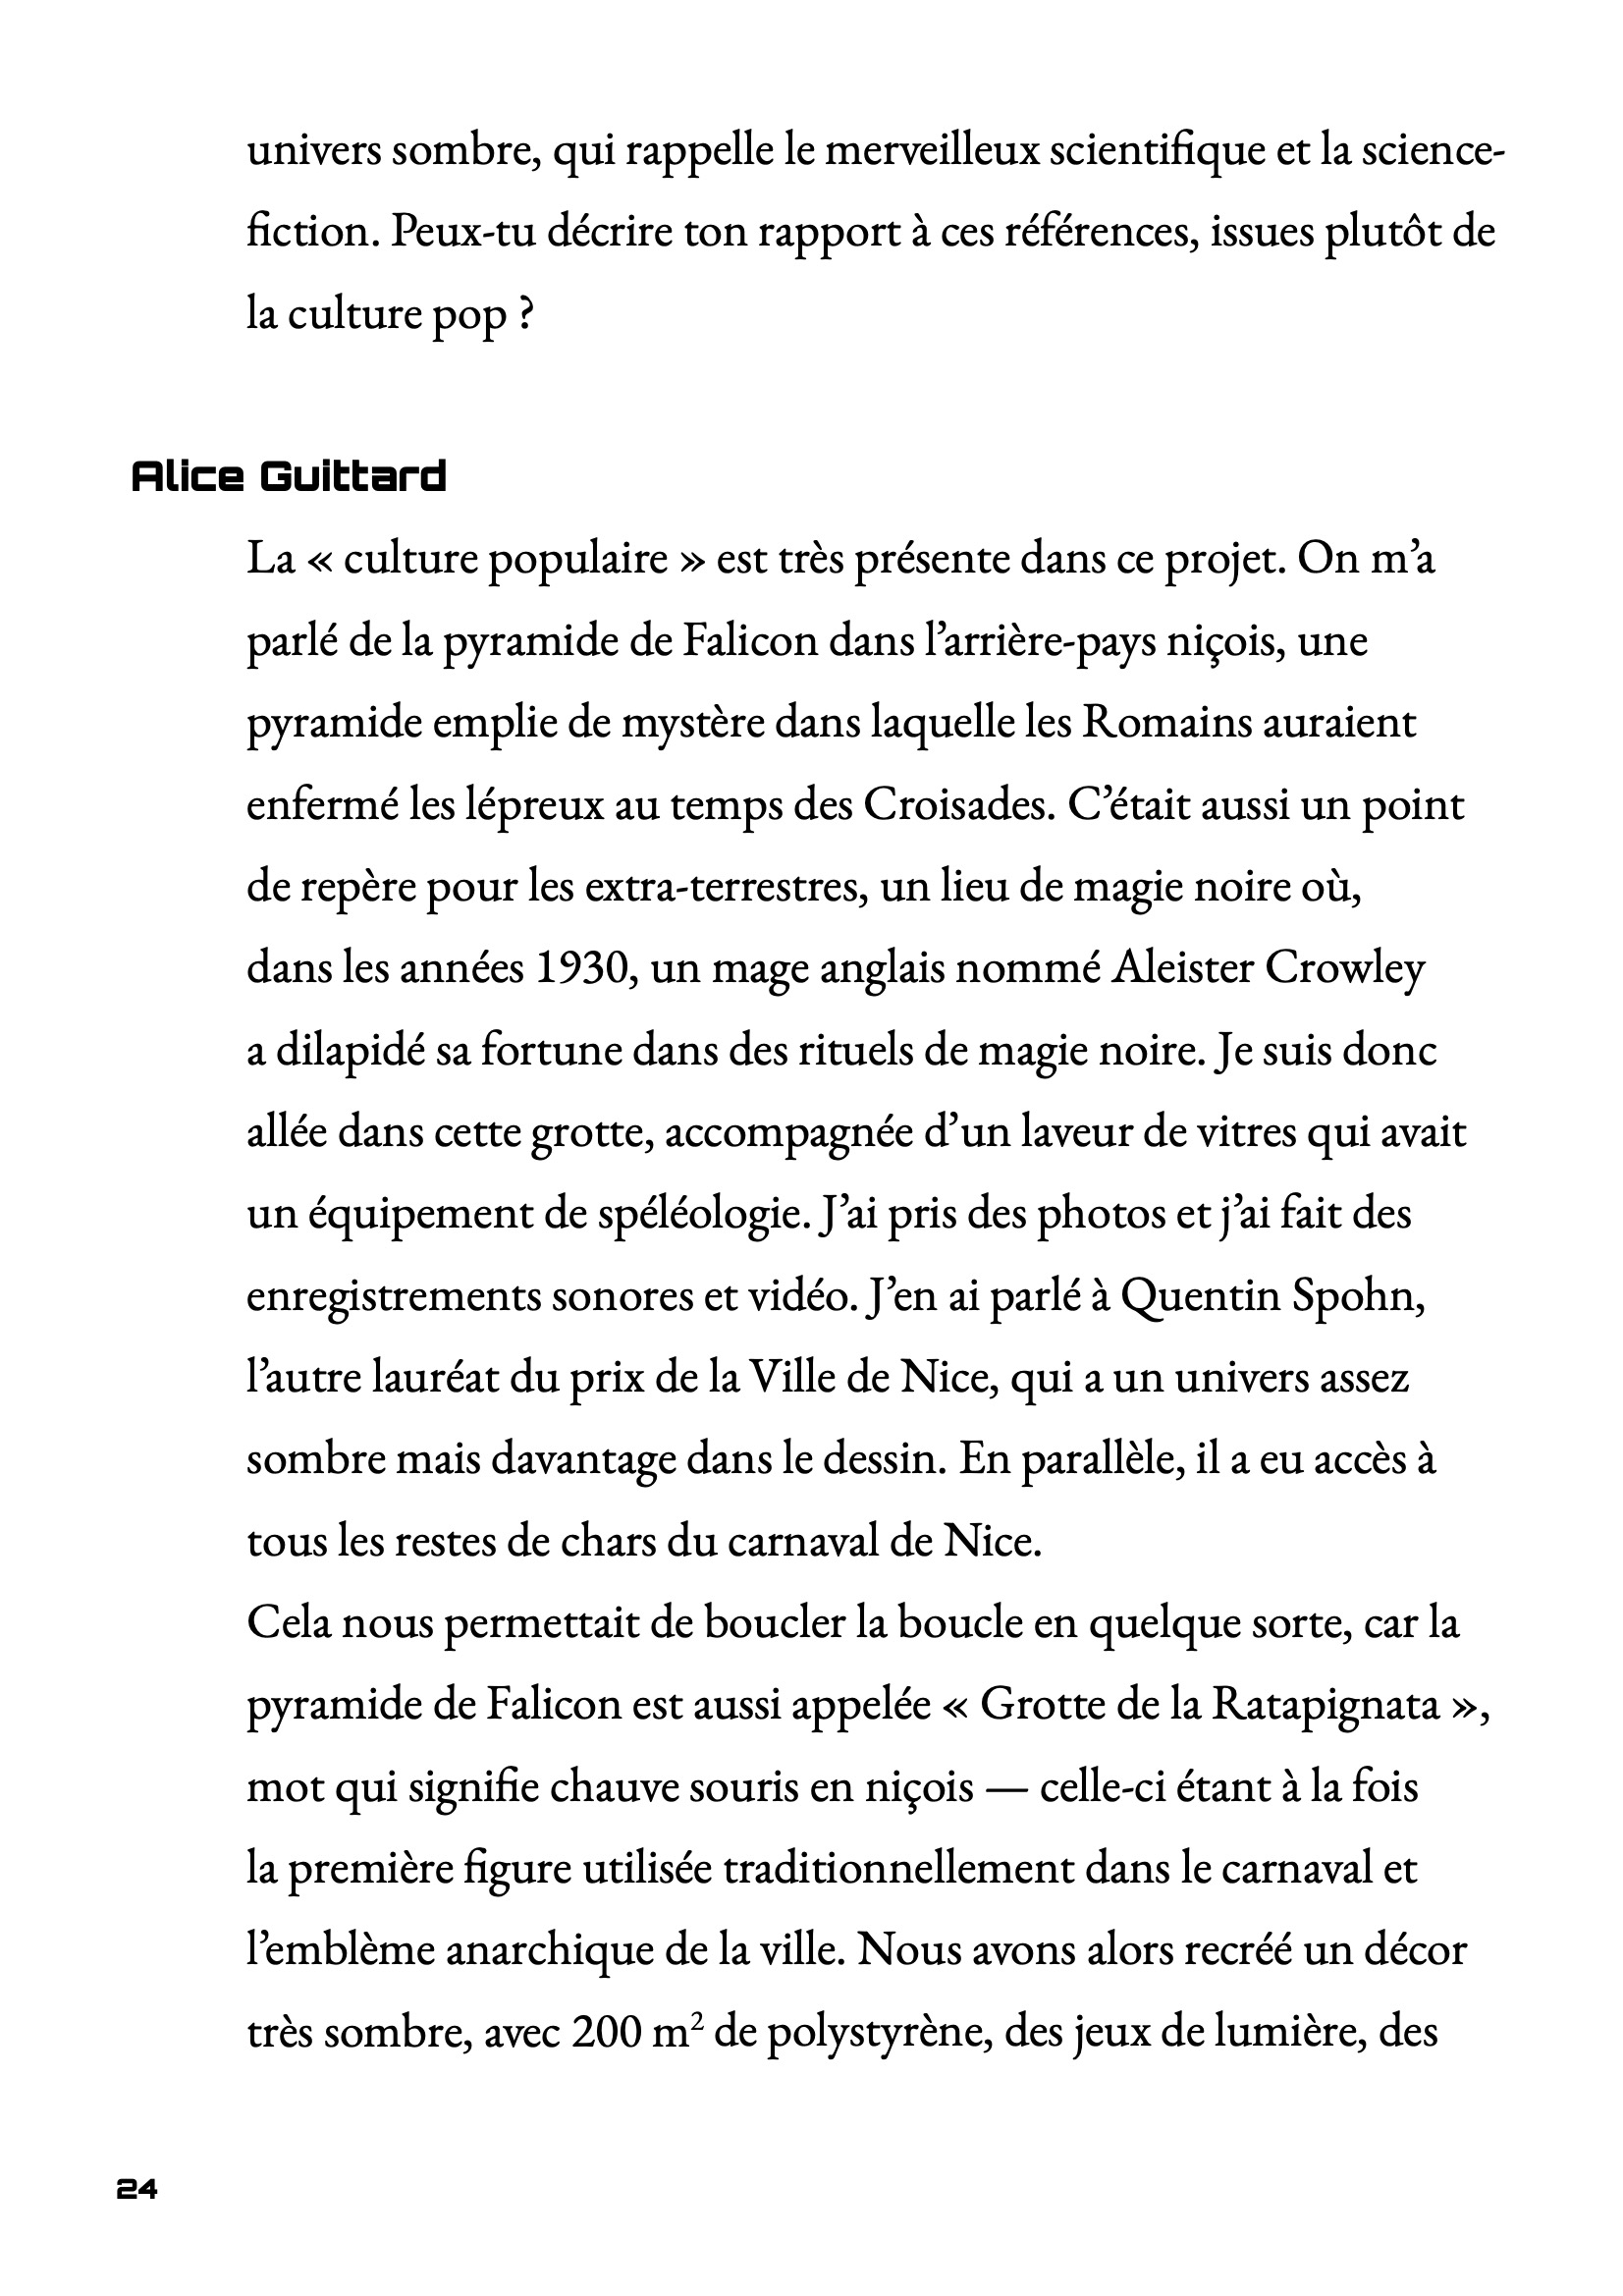 univers sombre, qui rappelle le merveilleux scientifique et la science-
fiction. Peux-tu décrire ton rapport à ces références, issues plutôt de
la culture pop ?
Alice Guittard
La « culture populaire » est très présente dans ce projet. On m’a
parlé de la pyramide de Falicon dans l’arrière-pays niçois, une
pyramide emplie de mystère dans laquelle les Romains auraient
enfermé les lépreux au temps des Croisades. C’était aussi un point
de repère pour les extra-terrestres, un lieu de magie noire où,
dans les années 1930, un mage anglais nommé Aleister Crowley
a dilapidé sa fortune dans des rituels de magie noire. Je suis donc
allée dans cette grotte, accompagnée d’un laveur de vitres qui avait
un équipement de spéléologie. J’ai pris des photos et j’ai fait des
enregistrements sonores et vidéo. J’en ai parlé à Quentin Spohn,
l’autre lauréat du prix de la Ville de Nice, qui a un univers assez
sombre mais davantage dans le dessin. En parallèle, il a eu accès à
tous les restes de chars du carnaval de Nice.
Cela nous permettait de boucler la boucle en quelque sorte, car la
pyramide de Falicon est aussi appelée « Grotte de la Ratapignata »,
mot qui signifie chauve souris en niçois — celle-ci étant à la fois
la première figure utilisée traditionnellement dans le carnaval et
l’emblème anarchique de la ville. Nous avons alors recréé un décor
très sombre, avec 200 m² de polystyrène, des jeux de lumière, des
24